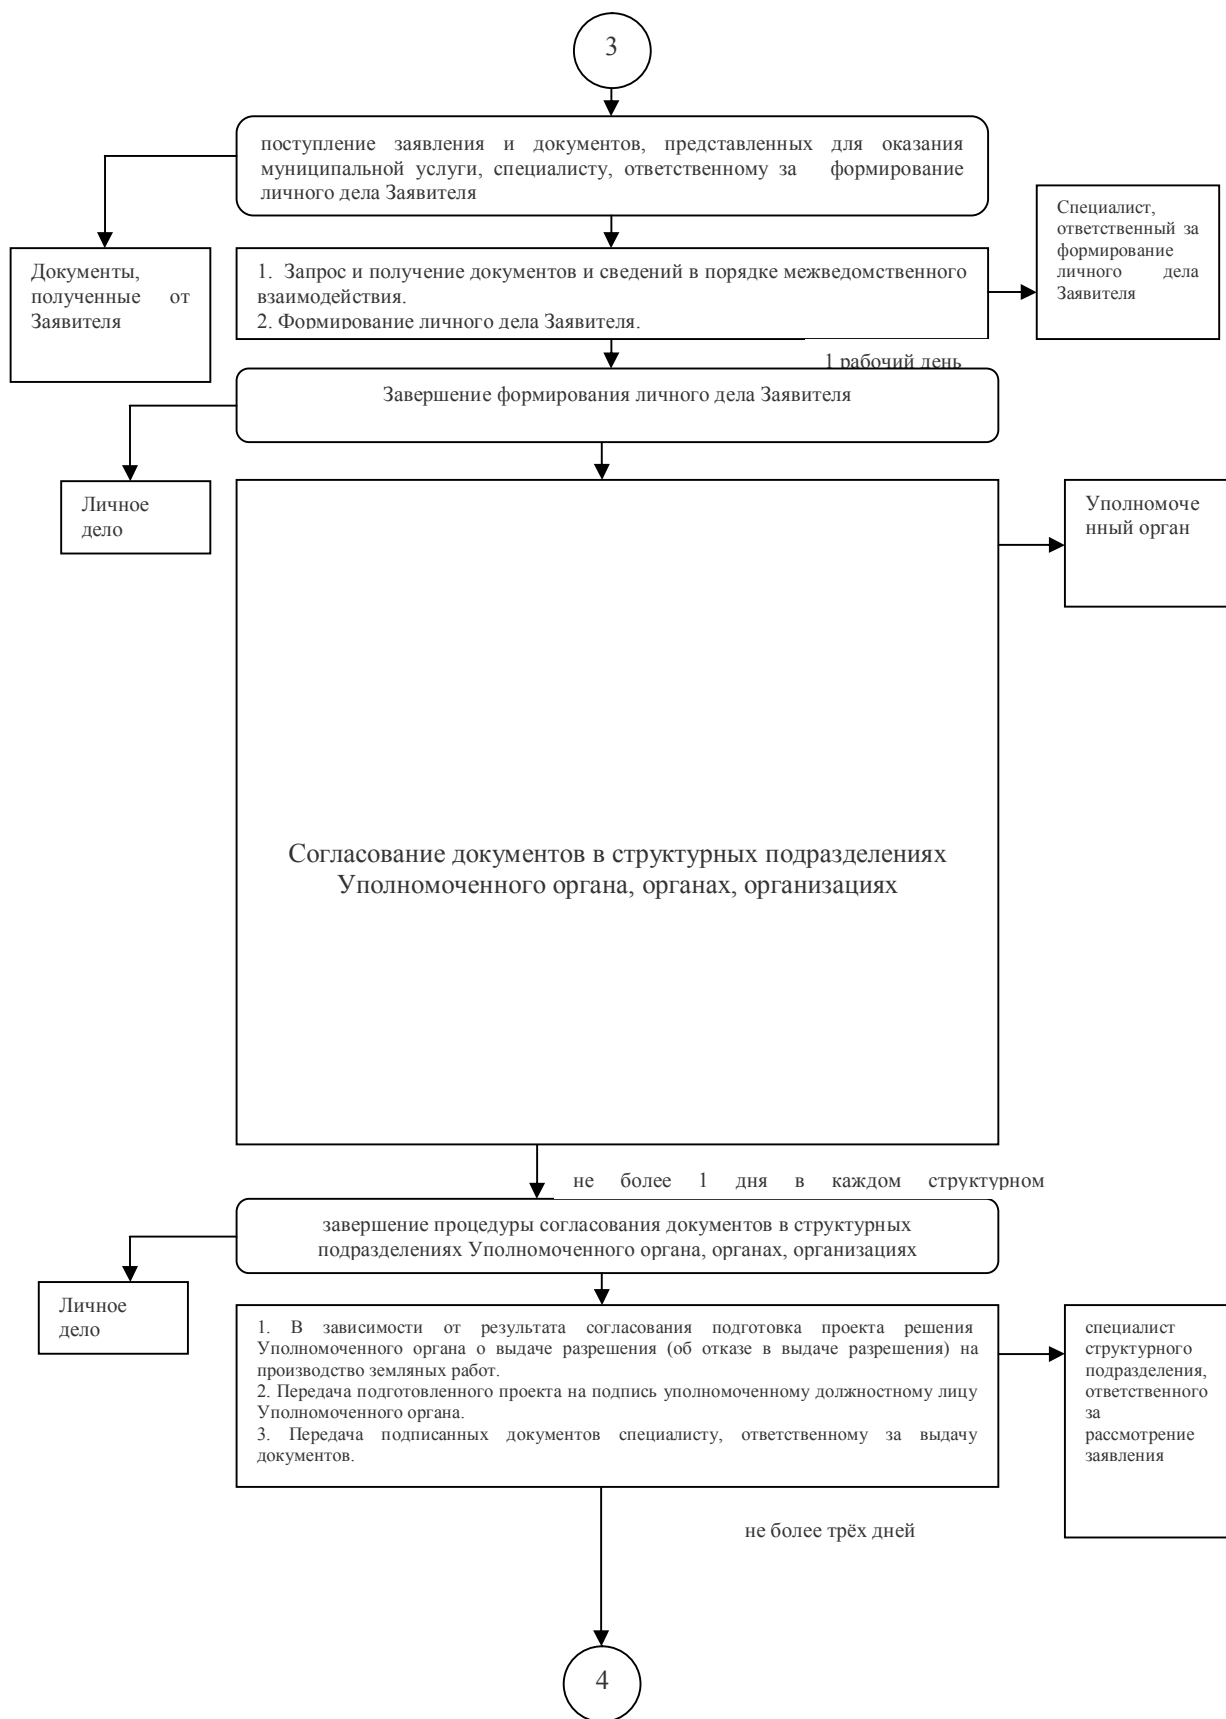 3
поступление заявления и документов, представленных для оказания
муниципальной услуги, специалисту, ответственному за формирование
личного дела Заявителя
Специалист,
ответственный за
формирование
личного дела
Заявителя
Документы,
полученные от
Заявителя
1. Запрос и получение документов и сведений в порядке межведомственного
взаимодействия.
2. Формирование личного дела Заявителя.
1 рабочий день
Завершение формирования личного дела Заявителя
Личное
дело
Уполномоче
нный орган
Согласование документов в структурных подразделениях
Уполномоченного органа, органах, организациях
не более 1 дня в каждом структурном
завершение процедуры согласования документов в структурных
подразделениях Уполномоченного органа, органах, организациях
Личное
дело
1. В зависимости от результата согласования подготовка проекта решения
Уполномоченного органа о выдаче разрешения (об отказе в выдаче разрешения) на
производство земляных работ.
2. Передача подготовленного проекта на подпись уполномоченному должностному лицу
Уполномоченного органа.
3. Передача подписанных документов специалисту, ответственному за выдачу
документов.
специалист
структурного
подразделения,
ответственного
за
рассмотрение
заявления
не более трёх дней
4